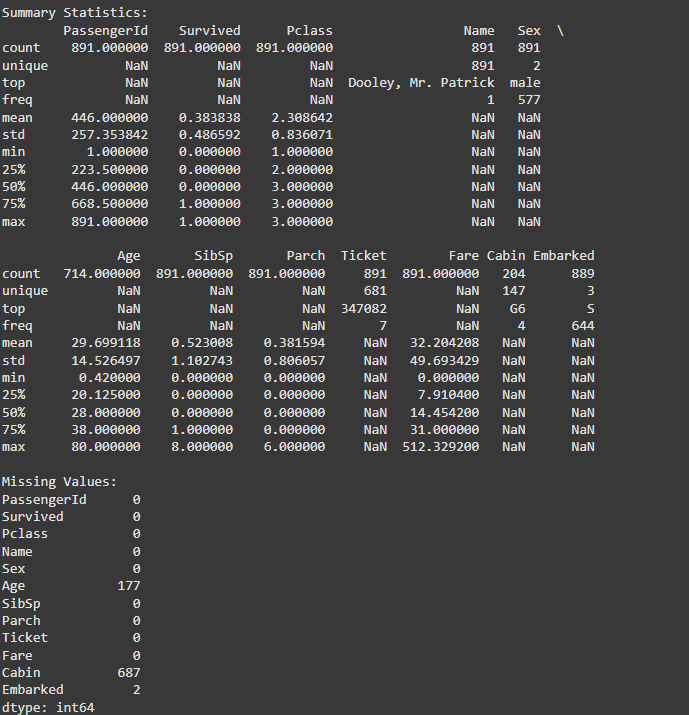 Summary Statistics:
        PassengerId    Survived      Pclass                 Name   Sex  \
count    891.000000  891.000000  891.000000                  891   891
unique          NaN         NaN         NaN                  891     2
top             NaN         NaN         NaN  Dooley, Mr. Patrick  male
freq            NaN         NaN         NaN                    1   577
mean     446.000000    0.383838    2.308642                  NaN   NaN
std      257.353842    0.486592    0.836071                  NaN   NaN
min        1.000000    0.000000    1.000000                  NaN   NaN
25%      223.500000    0.000000    2.000000                  NaN   NaN
50%      446.000000    0.000000    3.000000                  NaN   NaN
75%      668.500000    1.000000    3.000000                  NaN   NaN
max      891.000000    1.000000    3.000000                  NaN   NaN
               Age       SibSp       Parch  Ticket        Fare Cabin Embarked
count   714.000000  891.000000  891.000000     891  891.000000   204      889
unique         NaN         NaN         NaN     681         NaN   147        3
top            NaN         NaN         NaN  347082         NaN    G6        S
freq           NaN         NaN         NaN       7         NaN     4      644
mean     29.699118    0.523008    0.381594     NaN   32.204208   NaN      NaN
std      14.526497    1.102743    0.806057     NaN   49.693429   NaN      NaN
min       0.420000    0.000000    0.000000     NaN    0.000000   NaN      NaN
25%      20.125000    0.000000    0.000000     NaN    7.910400   NaN      NaN
50%      28.000000    0.000000    0.000000     NaN   14.454200   NaN      NaN
75%      38.000000    1.000000    0.000000     NaN   31.000000   NaN      NaN
max      80.000000    8.000000    6.000000     NaN  512.329200   NaN      NaN
Missing Values:
PassengerId      0
Survived         0
Pclass           0
Name             0
Sex              0
Age            177
SibSp            0
Parch            0
Ticket           0
Fare             0
Cabin          687
Embarked         2
dtype: int64